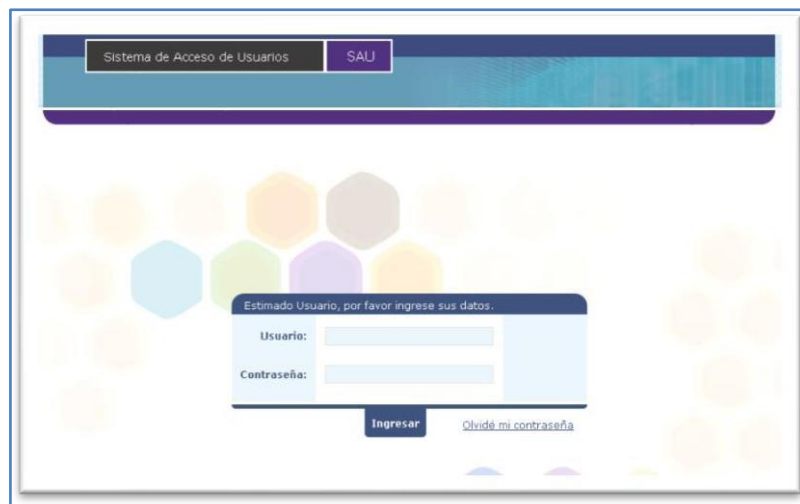 Sistema de Acceso de Usuarios SAU
Estimado Usuario, por favor ingrese sus datos.
Usuario:
Contraseña:
Ingresar Olvidé mi contraseña